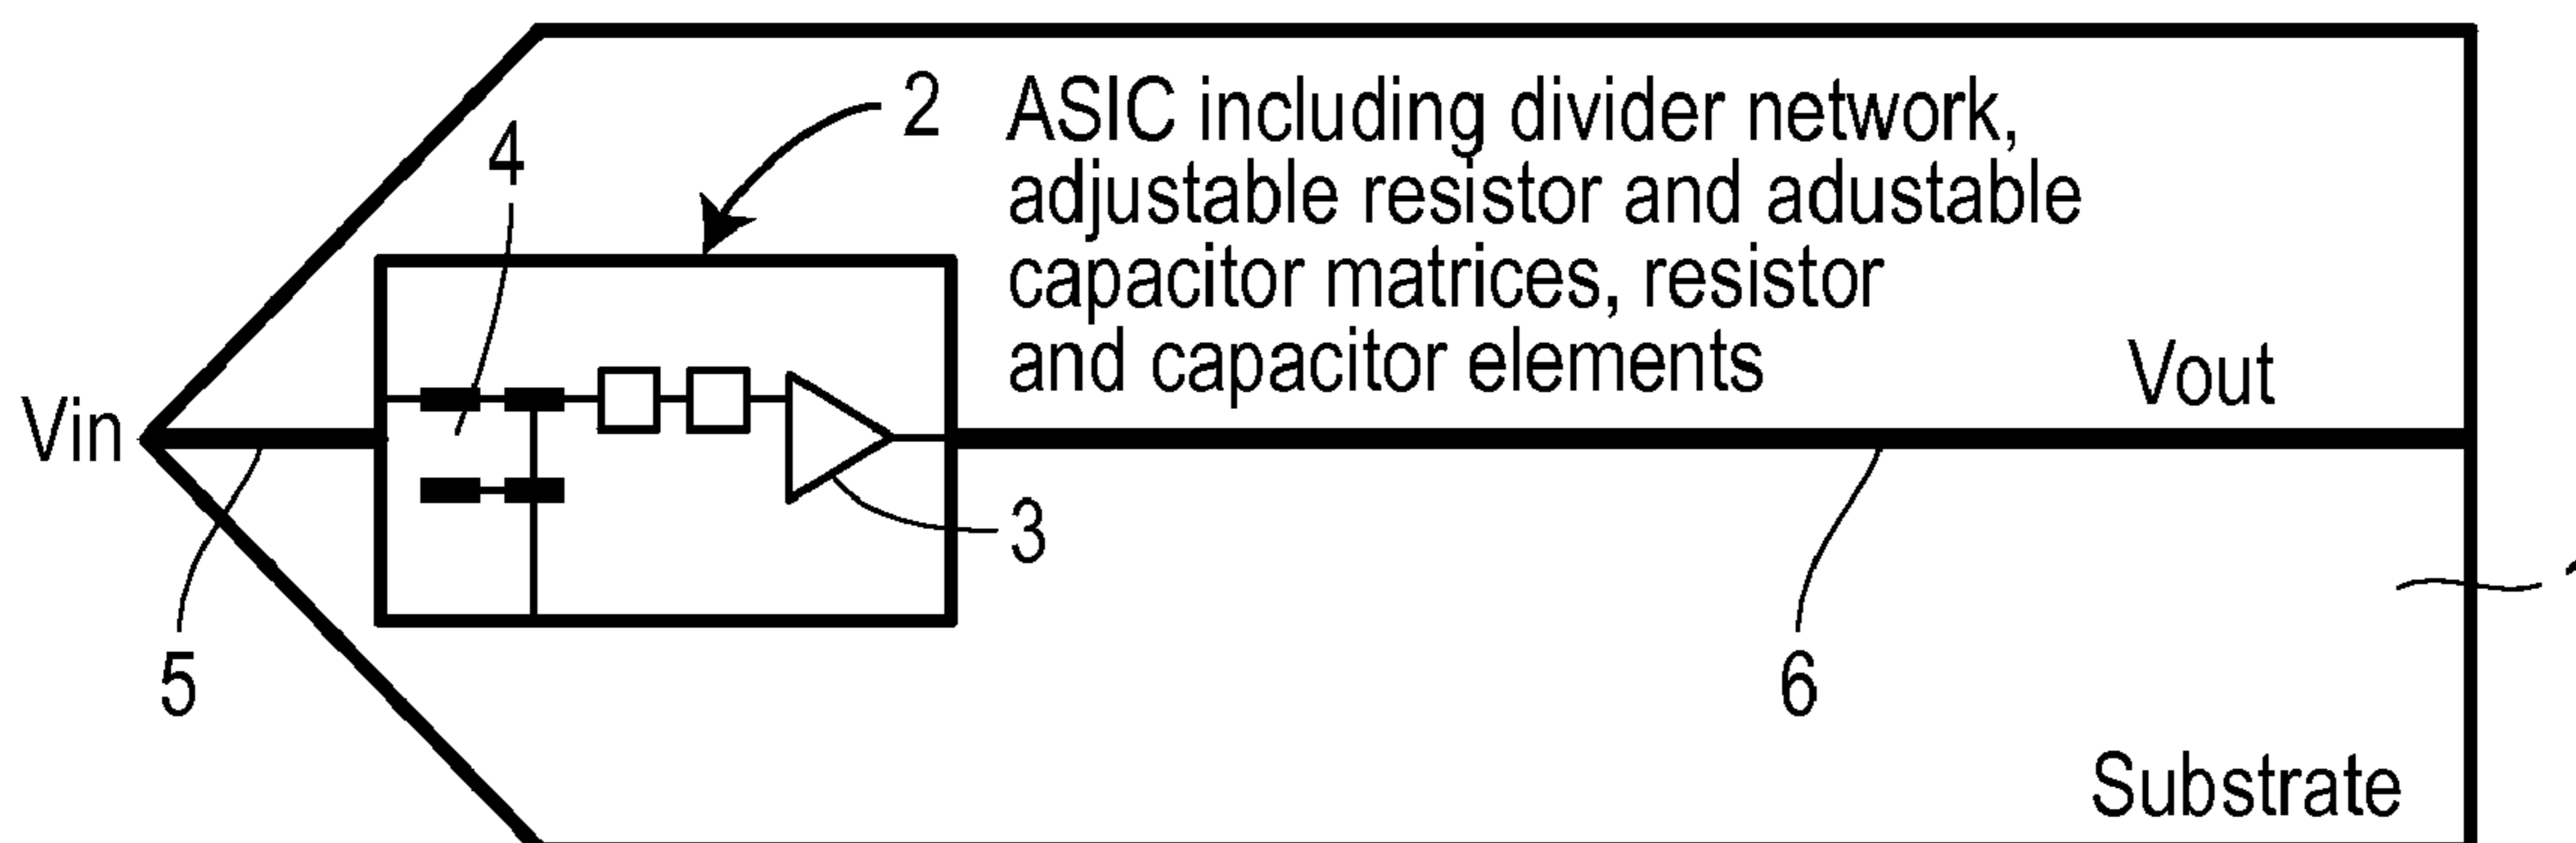 2 ASIC including divider network,
4 adjustable resistor and adustable
capacitor matrices, resistor
and capacitor elements
Vin
Vout
3
5
6
Substrate